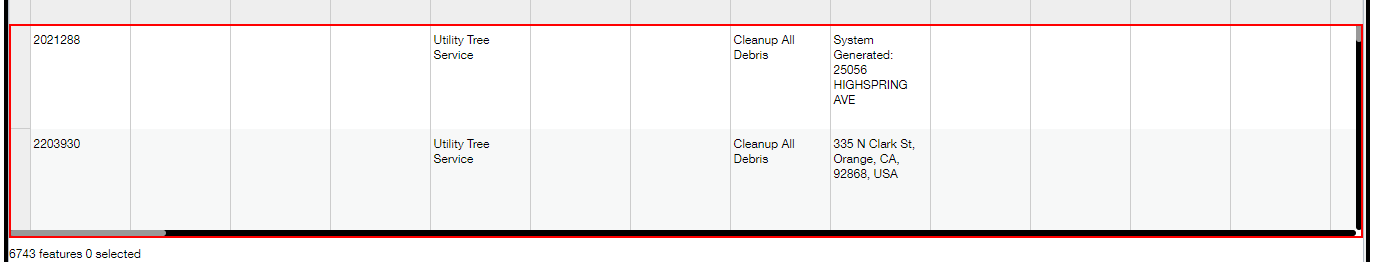 2021288
Utility Tree
Service
Cleanup All
Debris
System
Generated:
25056
HIGHSPRING
AVE
2203930
Utility Tree
Service
Cleanup All
Debris
335 N Clark St,
Orange, CA,
92868, USA
6743 features 0 selected